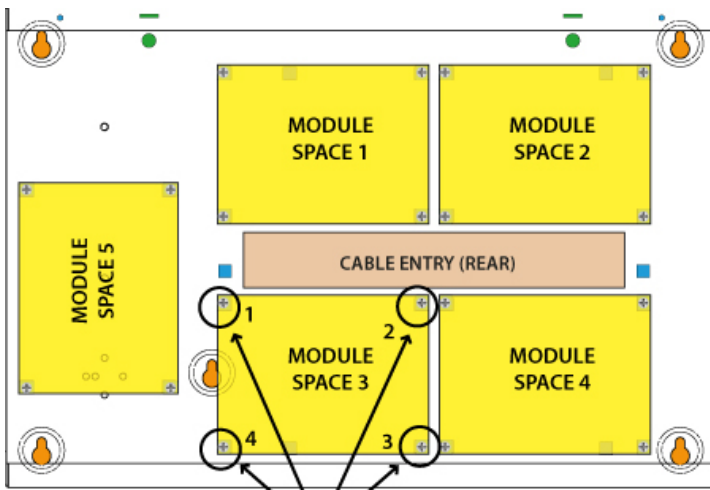 MODULE
SPACE 1
MODULE
SPACE 2
MODULE
SPACE 5
CABLE ENTRY (REAR)
1
2
MODULE
SPACE 3
MODULE
SPACE 4
4
3